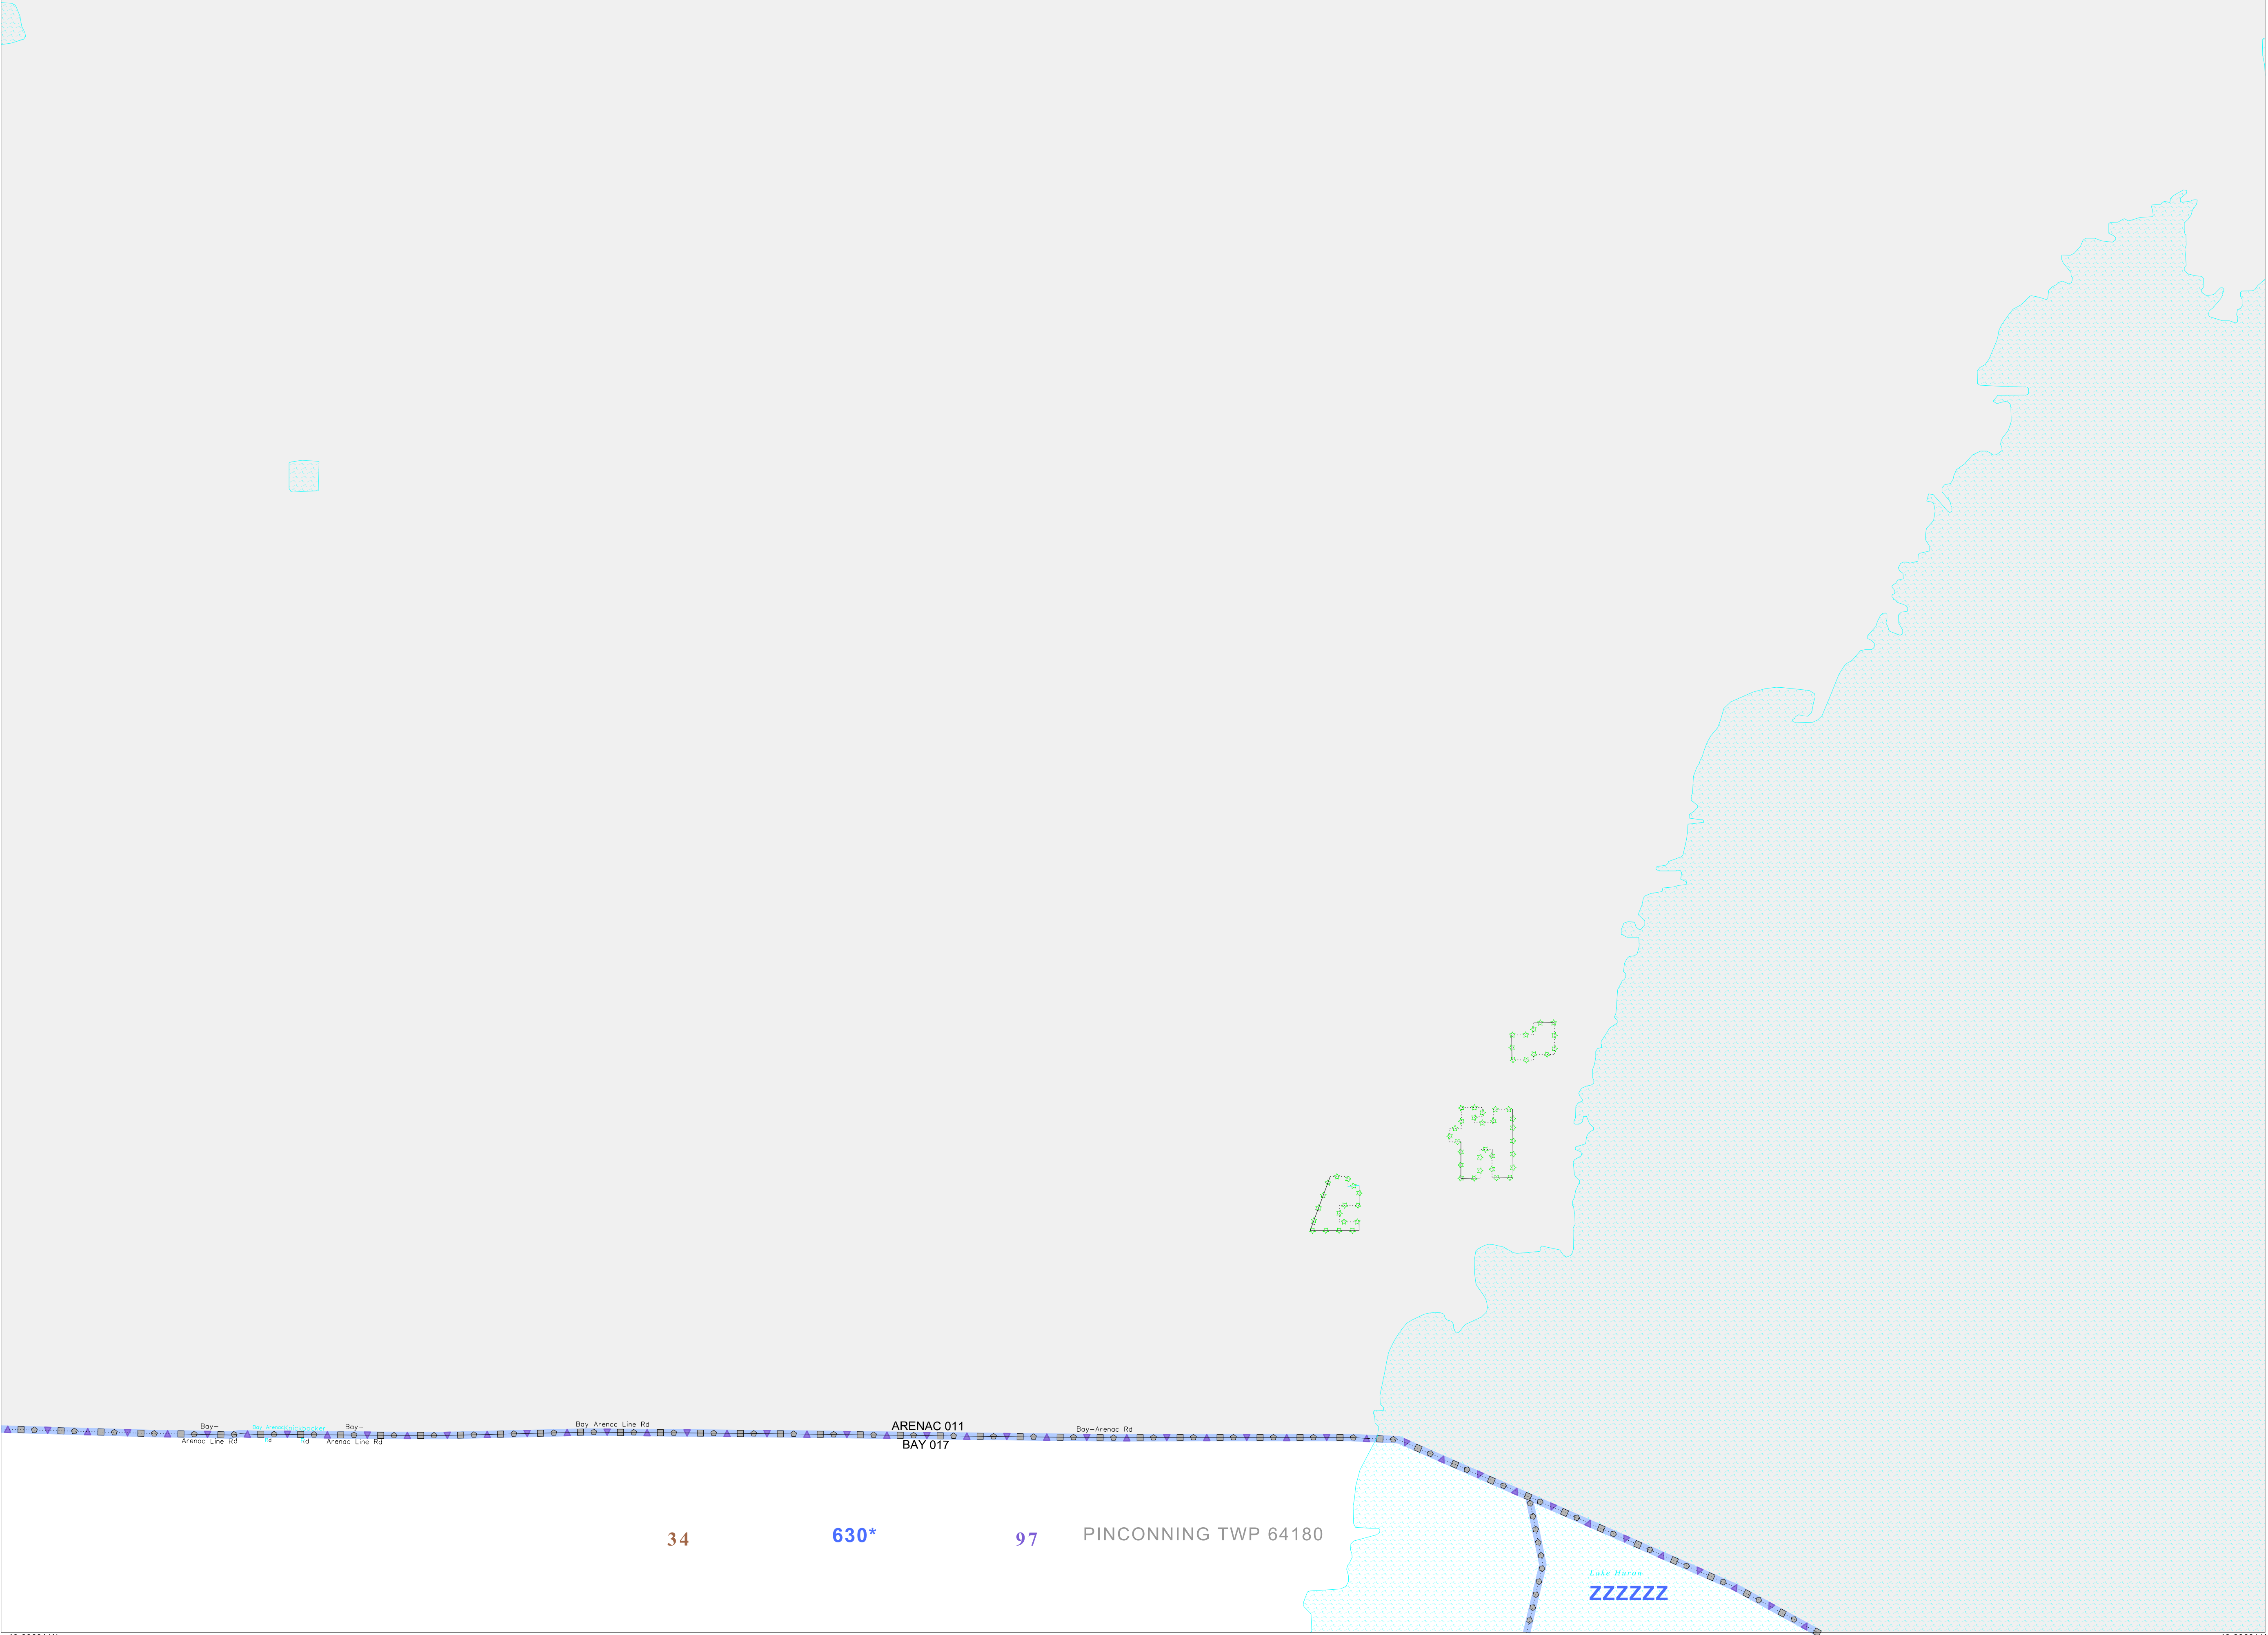 ARENAC 011
Bay-
Bay-
Bay Arenac Line Rd
Bay-Arenac Rd
Arenac Line Rd
Rd
Arenac Line Rd
BAY 017
34
630*
97
PINCONNING TWP 64180
Lake Huron
ZZZZZZ